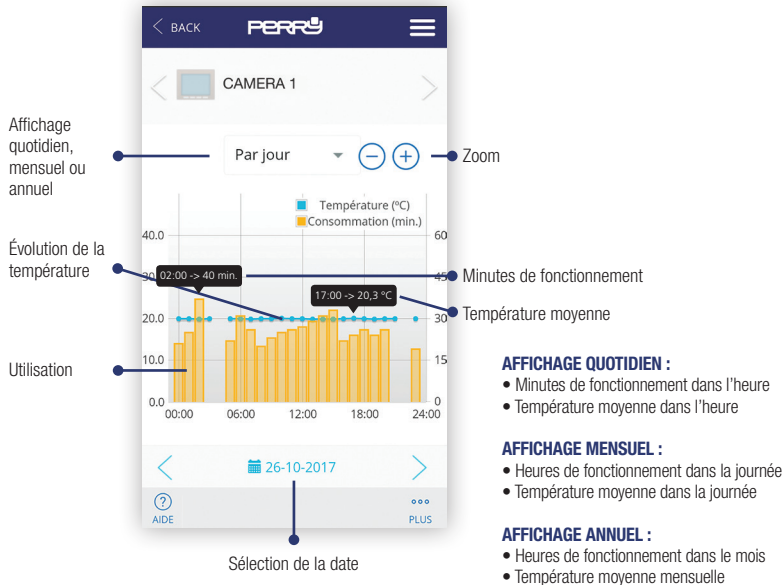 BACK
PERRY
CAMERA 1
Affichage
quotidien,
mensuel ou
annuel
Par jour
Zoom
Température (ºC)
Consommation (min.)
40.0
60
Évolution de la
température
30.0
02:00 -> 40 min.
45
Minutes de fonctionnement
17:00 -> 20,3 °C
Température moyenne
20.0
30
Utilisation
10.0
15
0.0
0
00:00
06:00
12:00
18:00
24:00
26-10-2017
AIDE
PLUS
Sélection de la date
AFFICHAGE QUOTIDIEN :
• Minutes de fonctionnement dans l’heure
• Température moyenne dans l’heure
AFFICHAGE MENSUEL :
• Heures de fonctionnement dans la journée
• Température moyenne dans la journée
AFFICHAGE ANNUEL :
• Heures de fonctionnement dans le mois
• Température moyenne mensuelle